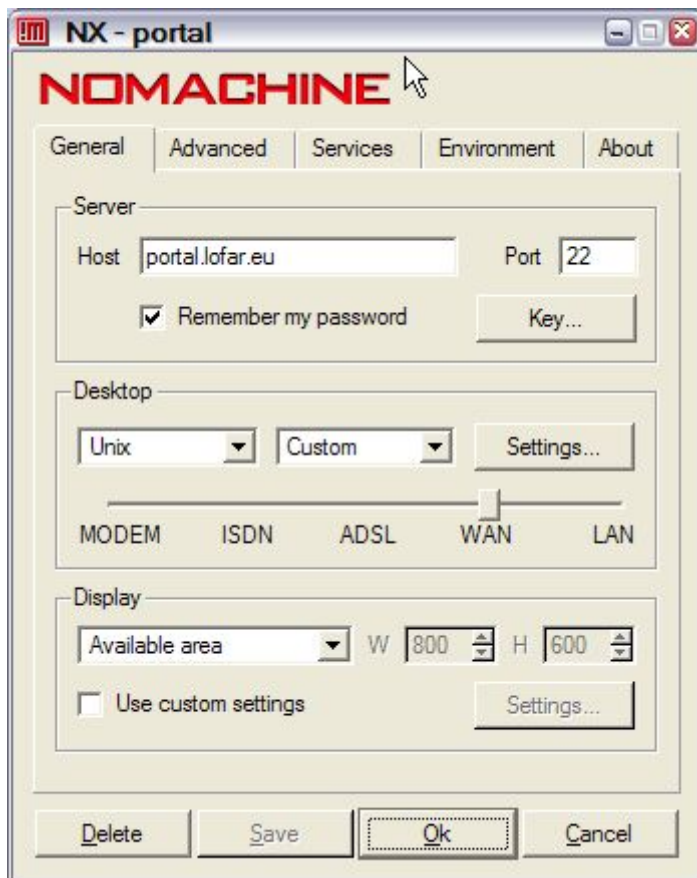 !M NX - portal
NOMACHINE
General Advanced Services Environment About
Server
Host portal.lofar.eu Port 22
Remember my password Key...
Desktop
Unix Custom Settings...
MODEM ISDN ADSL WAN LAN
Display
Available area W 800 H 600
Use custom settings Settings...
Delete Save Ok Cancel